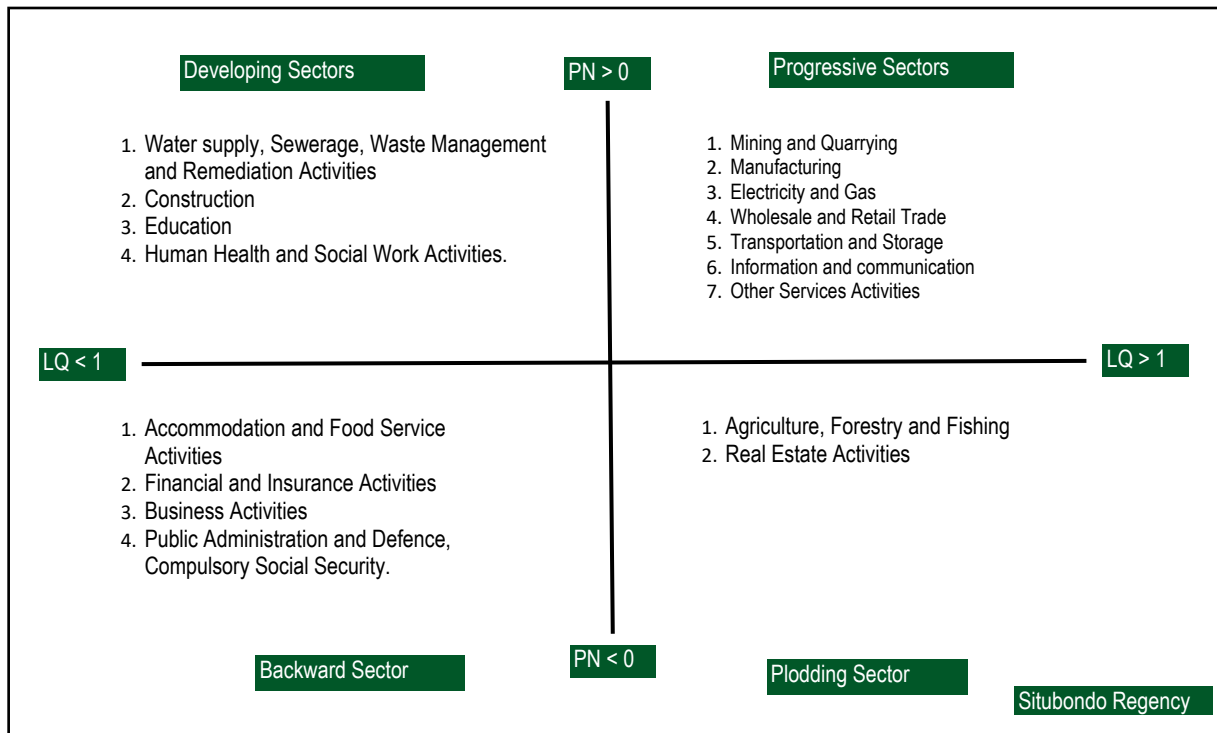 Developing Sectors
PN > 0
Progressive Sectors
1. Water supply, Sewerage, Waste Management
and Remediation Activities
2. Construction
3. Education
4. Human Health and Social Work Activities.
1. Mining and Quarrying
2. Manufacturing
3. Electricity and Gas
4. Wholesale and Retail Trade
5. Transportation and Storage
6. Information and communication
7. Other Services Activities
LQ < 1
LQ > 1
1. Accommodation and Food Service
Activities
2. Financial and Insurance Activities
3. Business Activities
4. Public Administration and Defence,
Compulsory Social Security.
1. Agriculture, Forestry and Fishing
2. Real Estate Activities
Backward Sector
PN < 0
Plodding Sector
Situbondo Regency